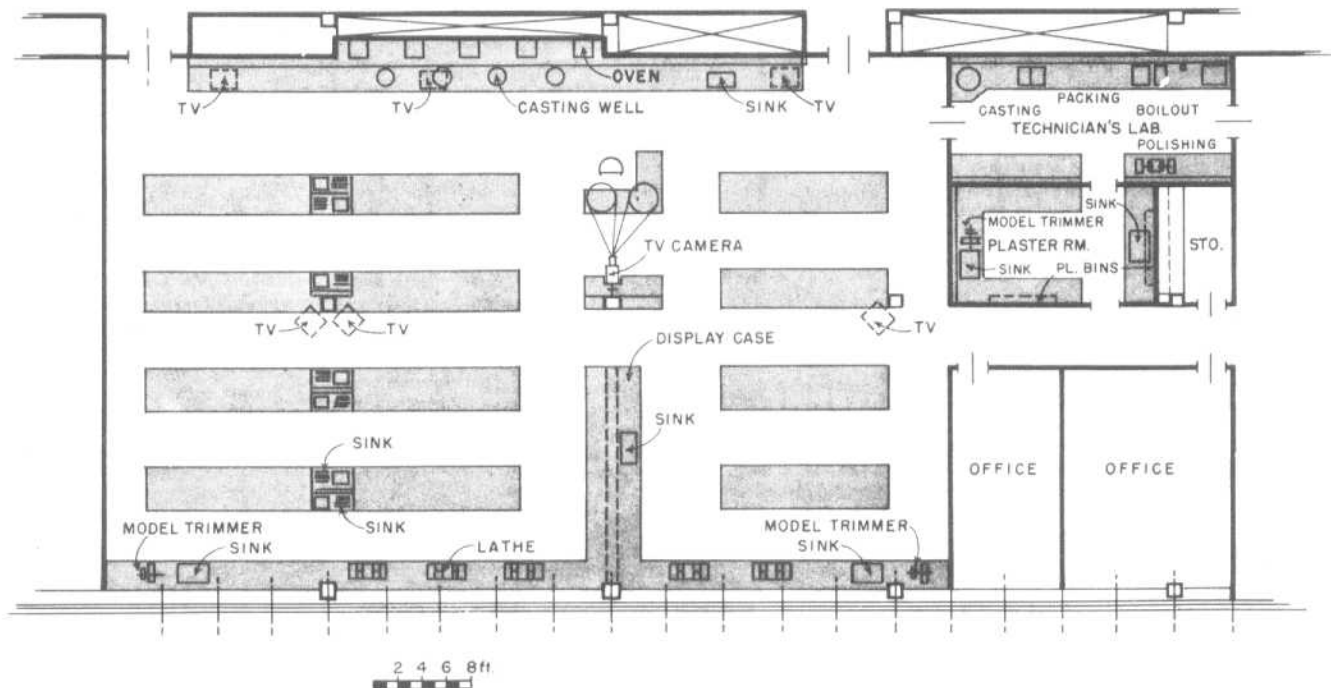 OVEN
TV
TV
CASTING WELL
SINK
TV
CASTING
PACKING
BOILOUT
TECHNICIAN'S LAB.
POLISHING
SINK
MODEL TRIMMER
PLASTER RM.
STO.
SINK
PL. BINS
TV CAMERA
TV
TV
TV
DISPLAY CASE
SINK
SINK
OFFICE
OFFICE
SINK
MODEL TRIMMER
SINK
LATHE
MODEL TRIMMER
SINK
2 4 6 8ft.